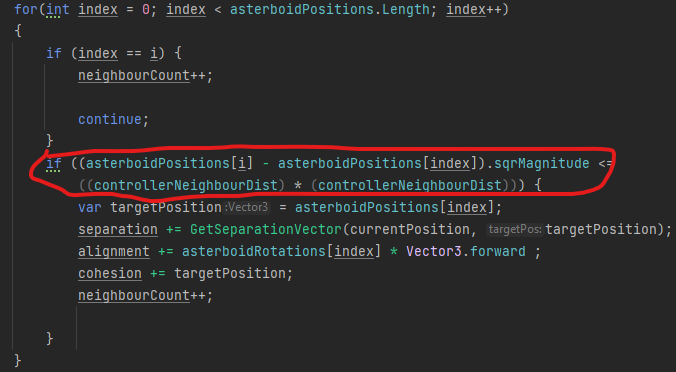 for(int index = 0; index < asterboidPositions.Length; index++)
{
if (index == i) {
neighbourCount++;
continue;
}
if ((asterboidPositions[i] - asterboidPositions[index]).sqrMagnitude <=
((controllerNeighbourDist) * (controllerNeighbourDist))) {
var targetPosition :Vector3 = asterboidPositions[index];
separation += GetSeparationVector(currentPosition, targetPos: targetPosition);
alignment += asterboidRotations[index] * Vector3.forward ;
cohesion += targetPosition;
neighbourCount++;
}
}